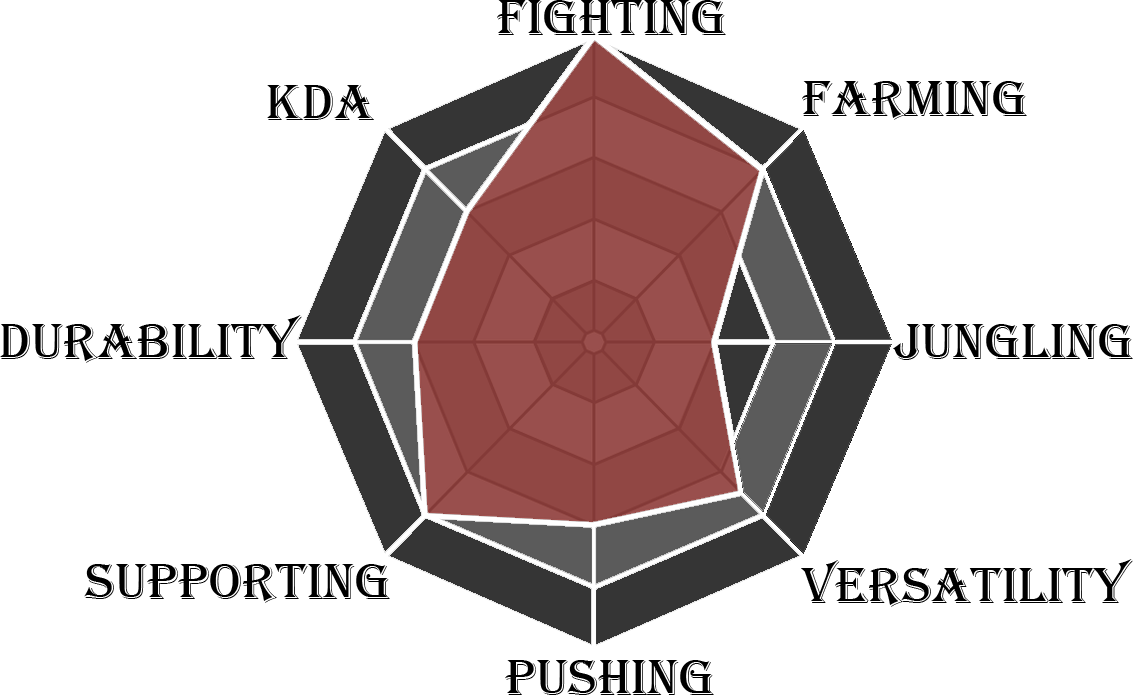 FIGHTING
KDA
FARMING
DURABILITY
JUNGLING
SUPPORTING
VERSATILITY
PUSHING